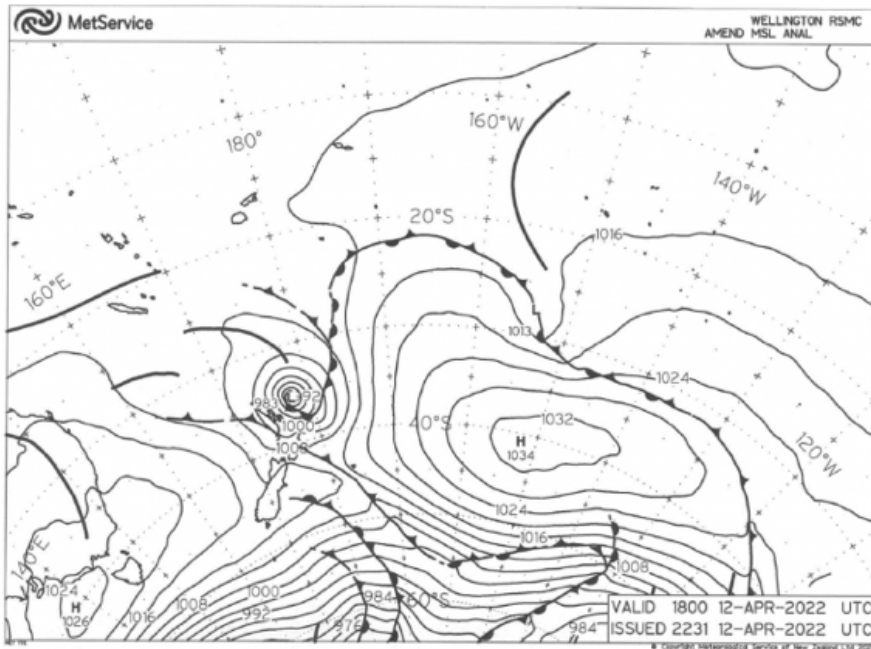 MetService
WELLINGTON RSMC
AMEND MSL ANAL
180°
160°W
140°W
20°S
1016
160°E
1013
1024
983
92
1000
1008
40°S
1032
H
1034
120°W
1024
1016
140°E
1024
H
1026
1016
1008
1000
992
984
976
60°S
1008
984
VALID 1800 12-APR-2022 UTC
ISSUED 2231 12-APR-2022 UTC